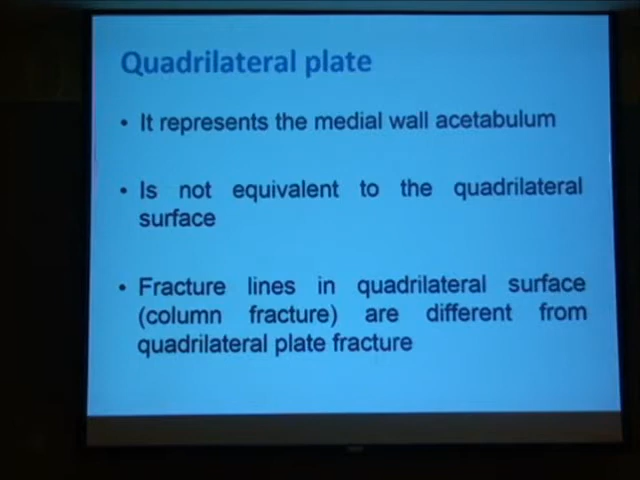 Quadrilateral plate
• It represents the medial wall acetabulum
• Is not equivalent to the quadrilateral
surface
• Fracture lines in quadrilateral surface
(column fracture) are different from
quadrilateral plate fracture